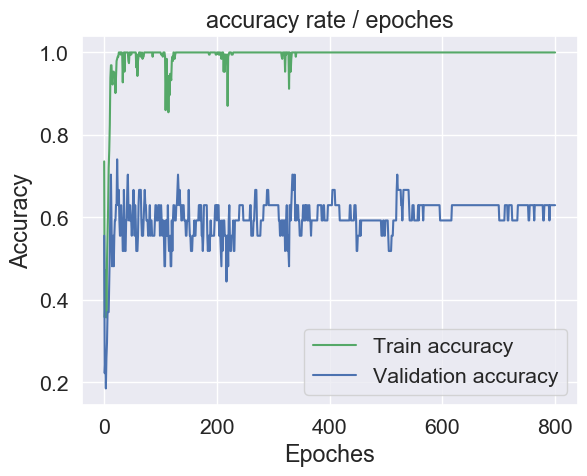 accuracy rate / epoches
1.0
0.8
0.6
0.4
0.2
Accuracy
Train accuracy
Validation accuracy
0 200 400 600 800
Epoches